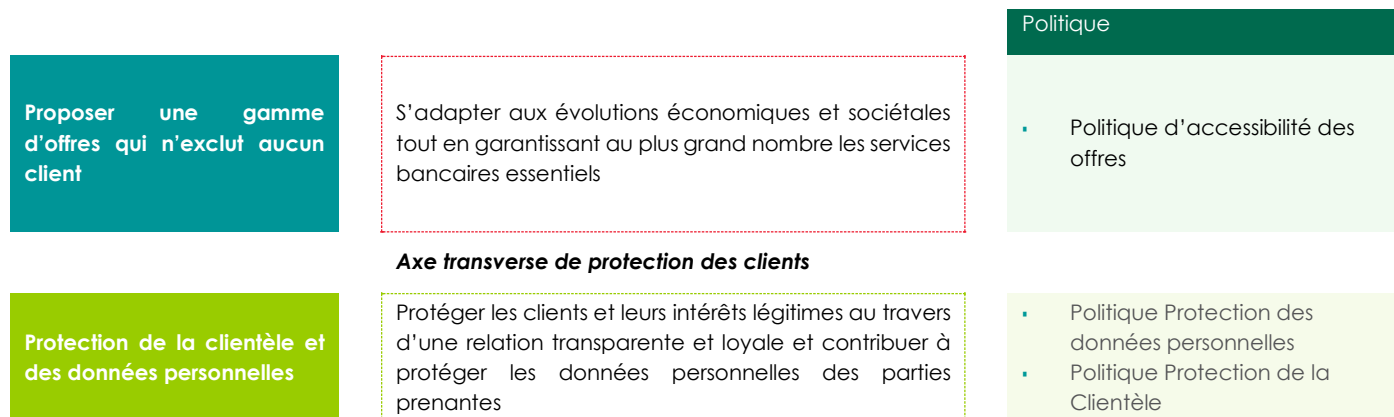 Politique
Proposer une gamme
d'offres qui n'exclut aucun
client
S'adapter aux évolutions économiques et sociétales
tout en garantissant au plus grand nombre les services
bancaires essentiels
▪ Politique d'accessibilité des
offres
Axe transverse de protection des clients
Protection de la clientèle et
des données personnelles
Protéger les clients et leurs intérêts légitimes au travers
d'une relation transparente et loyale et contribuer à
protéger les données personnelles des parties
prenantes
▪ Politique Protection des
données personnelles
▪ Politique Protection de la
Clientèle